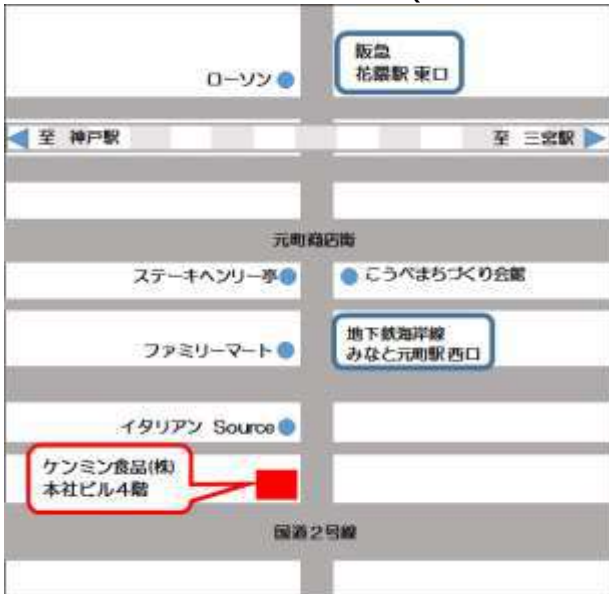 阪急
花隈駅 東口
ローソン
至 神戸駅
至 三宮駅
元町商店街
ステーキヘンリー亭
こうべまちづくり会館
地下鉄海岸線
みなと元町駅 西口
ファミリーマート
イタリアン Source
ケンミン食品(株)
本社ビル4階
国道2号線